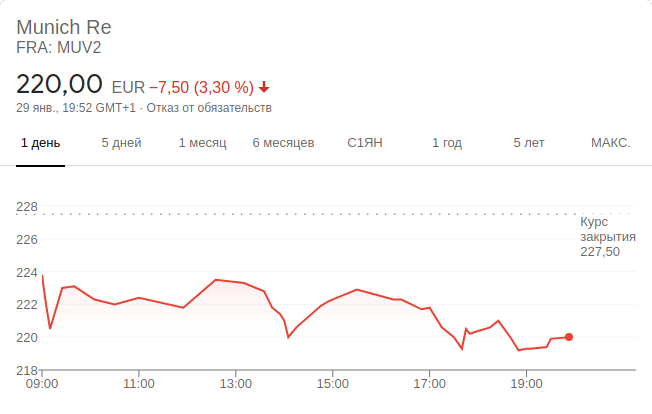 Munich Re
FRA: MUV2
220,00 EUR −7,50 (3,30 %)
29 янв., 19:52 GMT+1 · Отказ от обязательств
1 день 5 дней 1 месяц 6 месяцев С1ЯН 1 год 5 лет МАКС.
228
Курс
закрытия
227,50
226
224
222
220
218
09:00 11:00 13:00 15:00 17:00 19:00